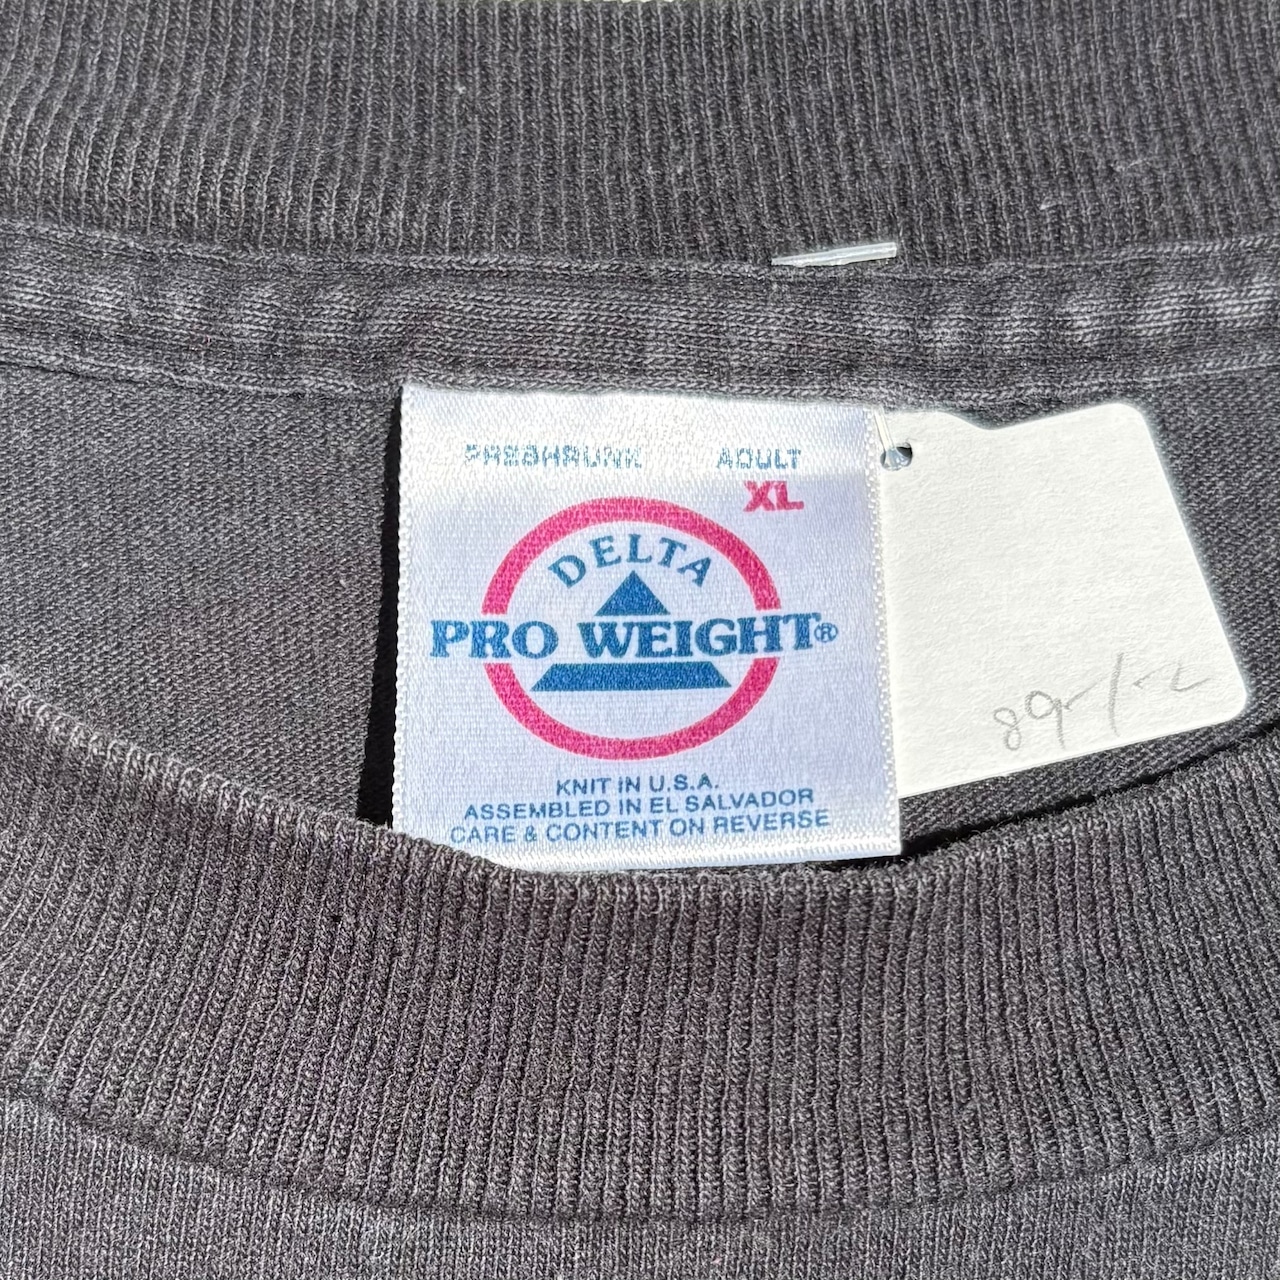 PRESHRUNK ADULT
XL
DELTA
PRO WEIGHT®
KNIT IN U.S.A.
ASSEMBLED IN EL SALVADOR
CARE & CONTENT ON REVERSE